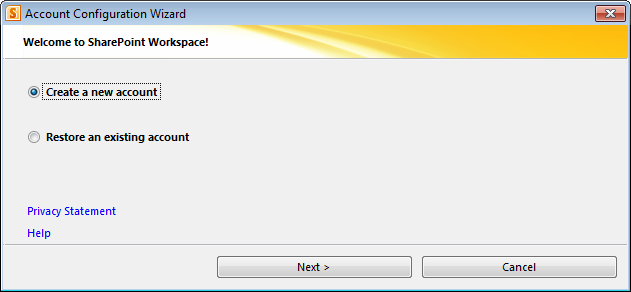 Account Configuration Wizard
Welcome to SharePoint Workspace!
Create a new account
Restore an existing account
Privacy Statement
Help
Next >
Cancel